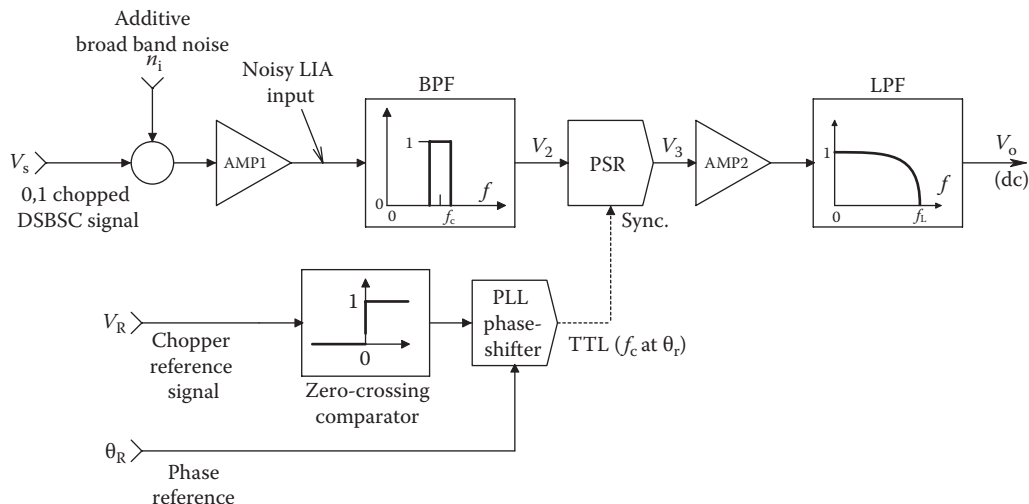 Additive
broad band noise
n_i
Noisy LIA
input
BPF
LPF
1
0
0
f
f_c
AMP1
V_s
0,1 chopped
DSBSC signal
V_2
PSR
V_3
AMP2
1
0
f
f_L
V_o
(dc)
Sync.
V_R
Chopper
reference
signal
1
0
Zero-crossing
comparator
PLL
phase-
shifter
TTL (f_c at θ_r)
θ_R
Phase
reference